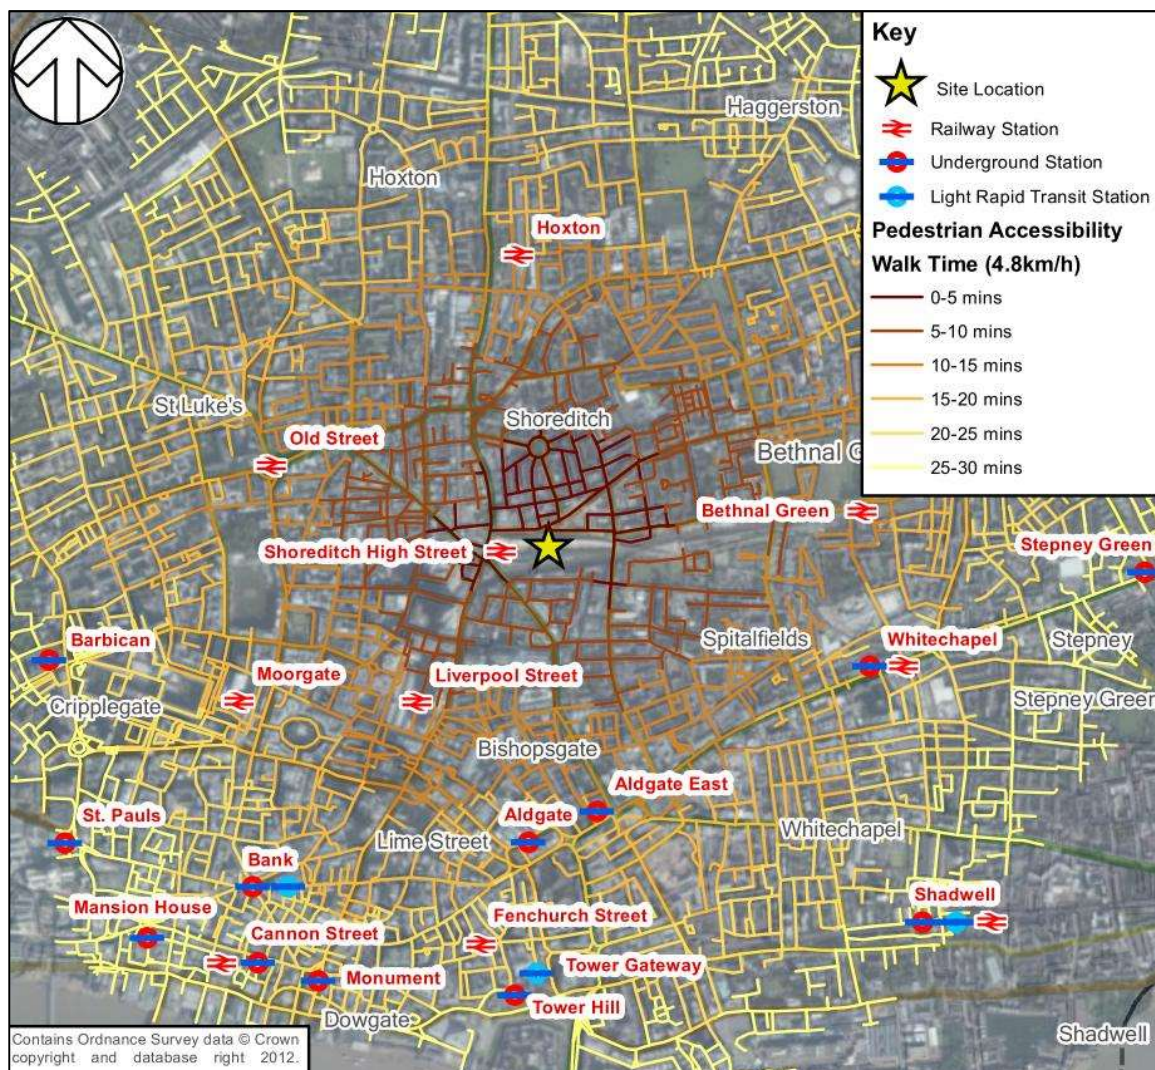 Key
Site Location
Railway Station
Underground Station
Light Rapid Transit Station
Pedestrian Accessibility
Walk Time (4.8km/h)
0-5 mins
5-10 mins
10-15 mins
15-20 mins
20-25 mins
25-30 mins
Haggerston
Hoxton
Hoxton
St Luke's
Shoreditch
Old Street
Bethnal G
Bethnal Green
Shoreditch High Street
Stepney Green
Barbican
Spitalfields
Whitechapel
Stepney
Moorgate
Liverpool Street
Cripplegate
Stepney Green
Bishopsgate
Aldgate East
St. Pauls
Aldgate
Lime Street
Whitechapel
Bank
Mansion House
Fenchurch Street
Shadwell
Cannon Street
Monument
Tower Gateway
Tower Hill
Dowgate
Shadwell
Contains Ordnance Survey data © Crown
copyright and database right 2012.